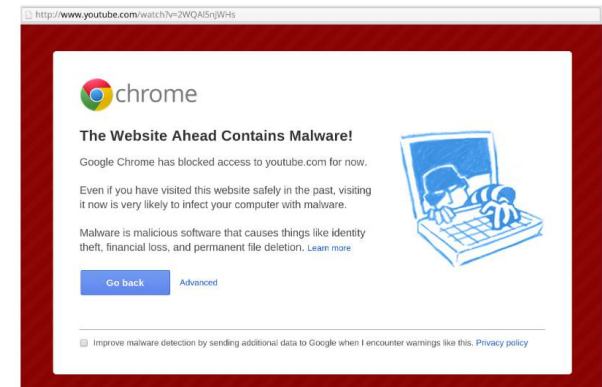 http://www.youtube.com/watch?v=2WQAI5njWHs
chrome
The Website Ahead Contains Malware!
Google Chrome has blocked access to youtube.com for now.
Even if you have visited this website safely in the past, visiting
it now is very likely to infect your computer with malware.
Malware is malicious software that causes things like identity
theft, financial loss, and permanent file deletion. Learn more
Go back Advanced
Improve malware detection by sending additional data to Google when I encounter warnings like this. Privacy policy